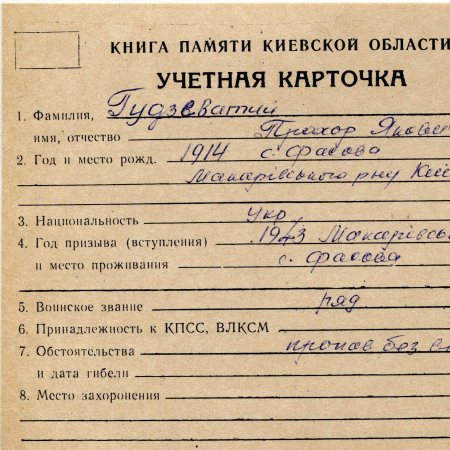 КНИГА ПАМЯТИ КИЕВСКОЙ ОБЛАСТИ
УЧЕТНАЯ КАРТОЧКА
1. Фамилия, Гудзеватий
имя, отчество Прохор
2. Год и место рожд. 1914 с. Фасова
Макарівського р-ну
3. Национальность укр.
4. Год призыва (вступления) 1943 Макарівсь
и место проживания с. Фасова
5. Воинское звание ряд.
6. Принадлежность к КПСС, ВЛКСМ
7. Обстоятельства пропав без в
и дата гибели
8. Место захоронения